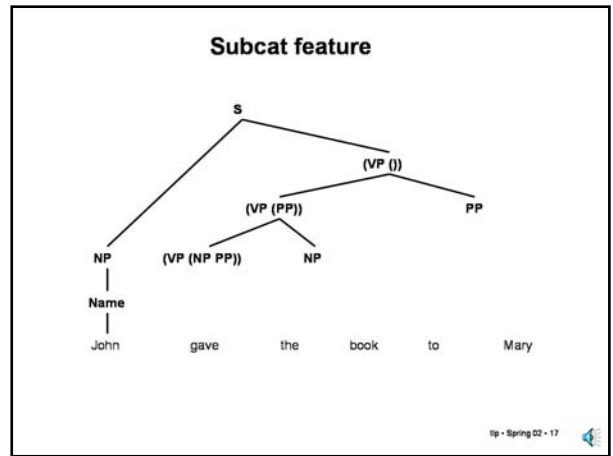 Subcat feature
S
(VP ())
(VP (PP)) PP
NP (VP (NP PP)) NP
Name
John gave the book to Mary
tlp • Spring 02 • 17